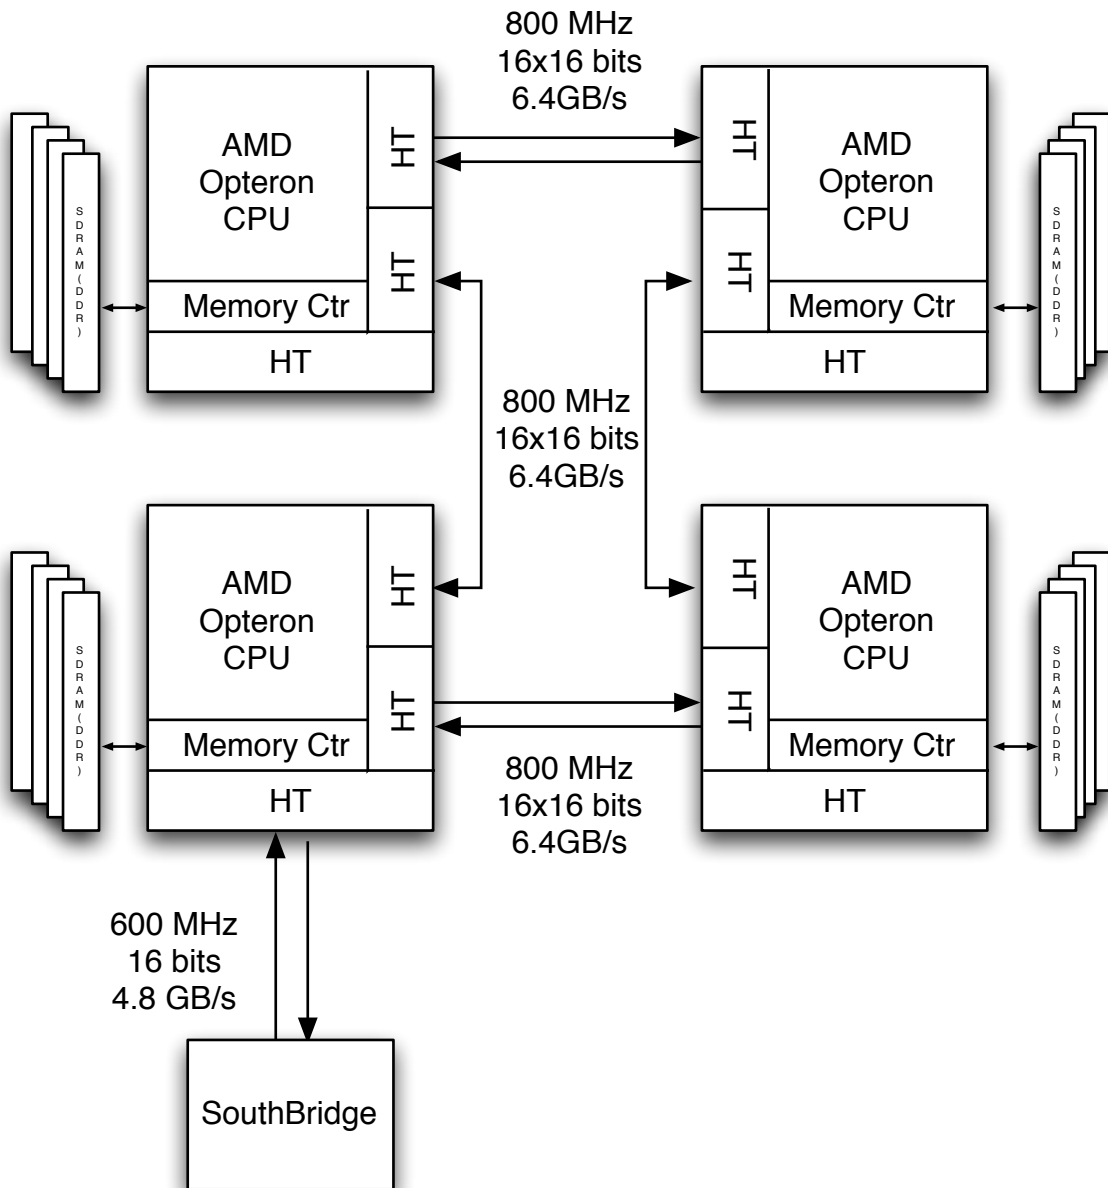 800 MHz
16x16 bits
6.4GB/s
AMD
Opteron
CPU
HT
HT
Memory Ctr
HT
SDRAM(DDR)
HT
HT
AMD
Opteron
CPU
Memory Ctr
HT
SDRAM(DDR)
800 MHz
16x16 bits
6.4GB/s
AMD
Opteron
CPU
HT
HT
Memory Ctr
HT
SDRAM(DDR)
HT
HT
AMD
Opteron
CPU
Memory Ctr
HT
SDRAM(DDR)
800 MHz
16x16 bits
6.4GB/s
600 MHz
16 bits
4.8 GB/s
SouthBridge